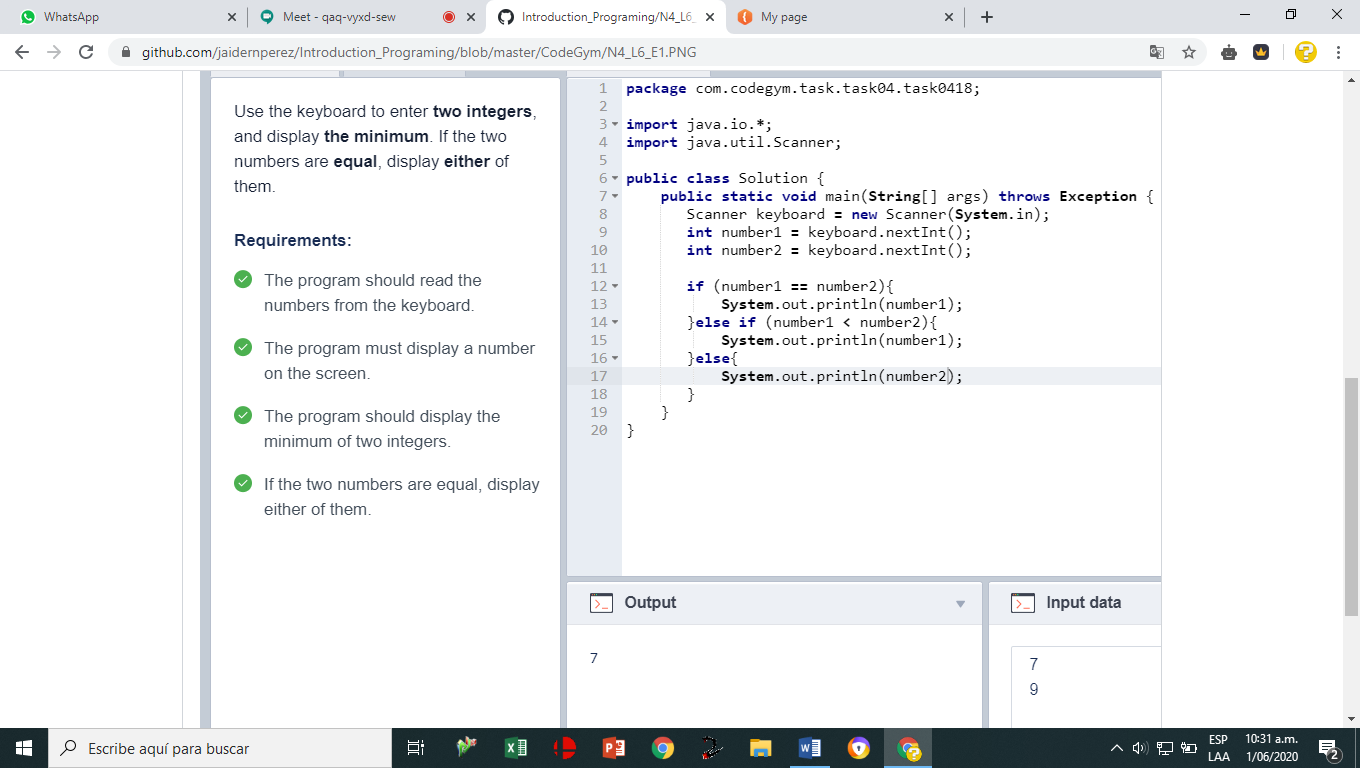 WhatsApp
Meet - qaq-vyxd-sew
Introduction_Programing/N4_L6_
My page
github.com/jaidernperez/Introduction_Programing/blob/master/CodeGym/N4_L6_E1.PNG
Use the keyboard to enter two integers,
and display the minimum. If the two
numbers are equal, display either of
them.
Requirements:
The program should read the
numbers from the keyboard.
The program must display a number
on the screen.
The program should display the
minimum of two integers.
If the two numbers are equal, display
either of them.
1 package com.codegym.task.task04.task0418;
2
3 import java.io.*;
4 import java.util.Scanner;
5
6 public class Solution {
7 public static void main(String[] args) throws Exception {
8 Scanner keyboard = new Scanner(System.in);
9 int number1 = keyboard.nextInt();
10 int number2 = keyboard.nextInt();
11
12 if (number1 == number2){
13 System.out.println(number1);
14 }else if (number1 < number2){
15 System.out.println(number1);
16 }else{
17 System.out.println(number2);
18 }
19 }
20 }
Output
7
Input data
7
9
Escribe aquí para buscar
ESP
LAA
10:31 a.m.
1/06/2020
2